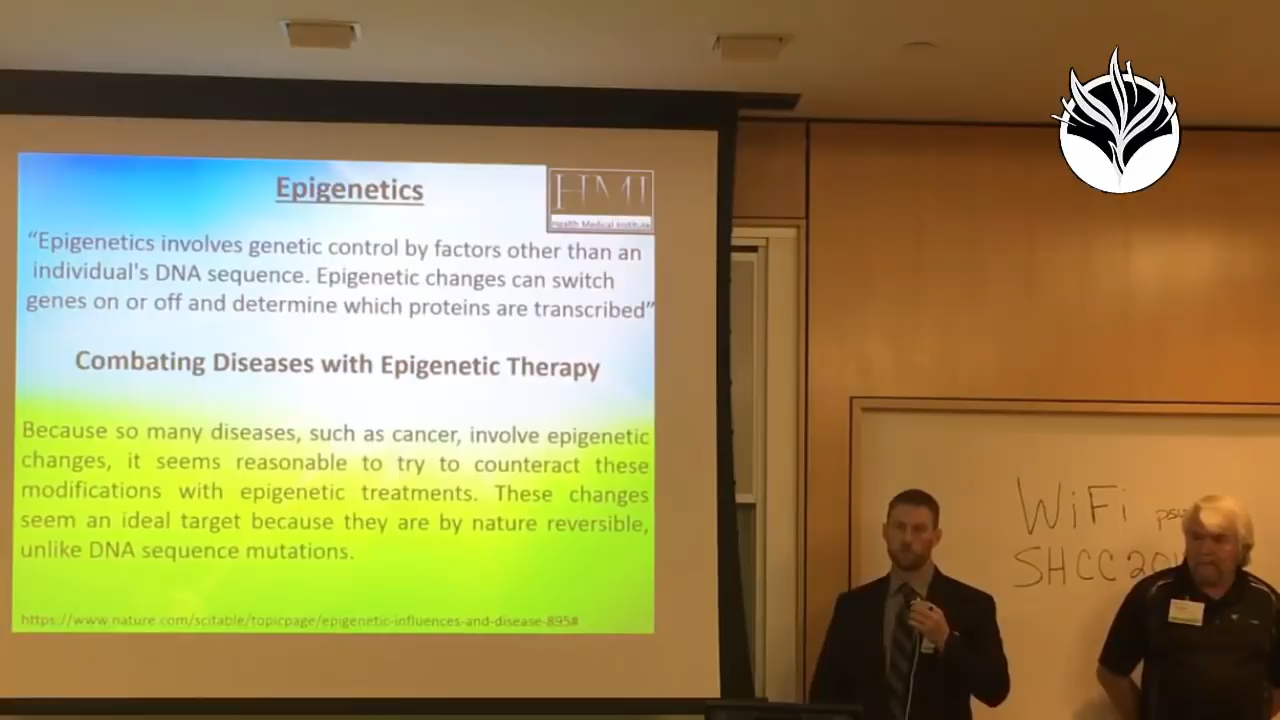 Epigenetics
HMI
Health Medical Institute
“Epigenetics involves genetic control by factors other than an
individual's DNA sequence. Epigenetic changes can switch
genes on or off and determine which proteins are transcribed”
Combating Diseases with Epigenetic Therapy
Because so many diseases, such as cancer, involve epigenetic
changes, it seems reasonable to try to counteract these
modifications with epigenetic treatments. These changes
seem an ideal target because they are by nature reversible,
unlike DNA sequence mutations.
https://www.nature.com/scitable/topicpage/epigenetic-influences-and-disease-895#
WiFi
SHCC20